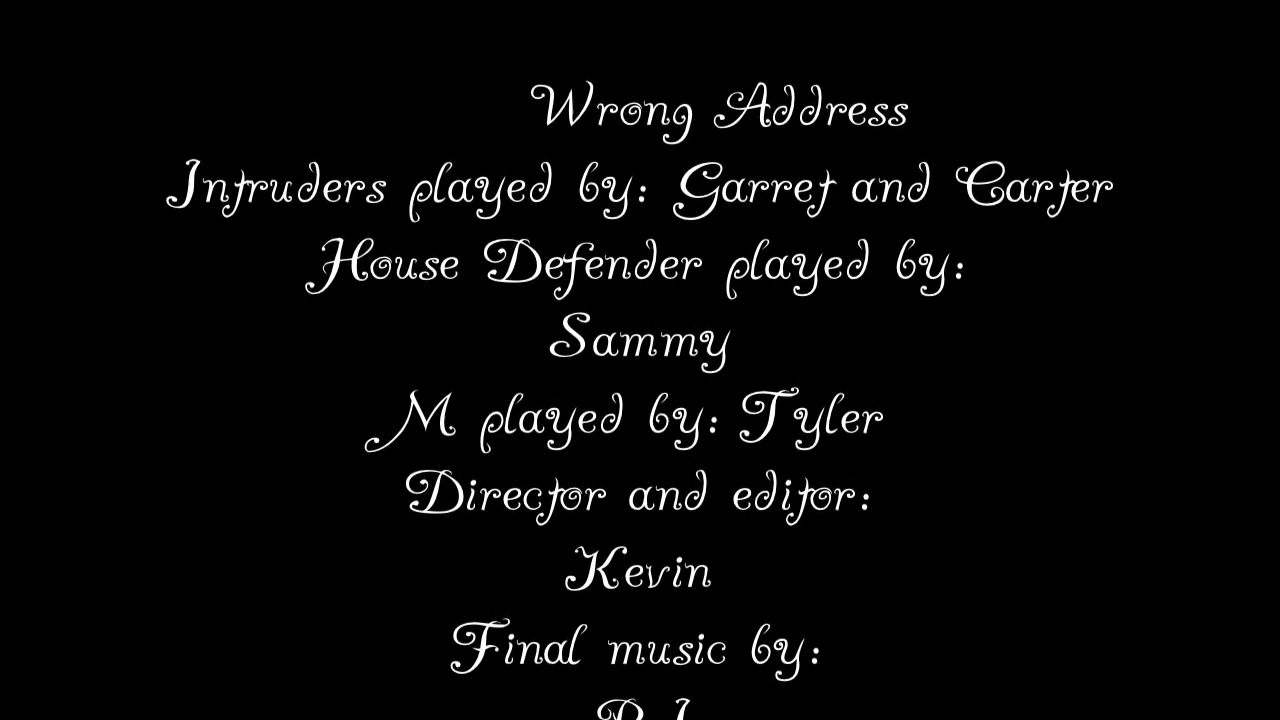 Wrong Address
Intruders played by: Garret and Carter
House Defender played by:
Sammy
M played by: Tyler
Director and editor:
Kevin
Final music by: